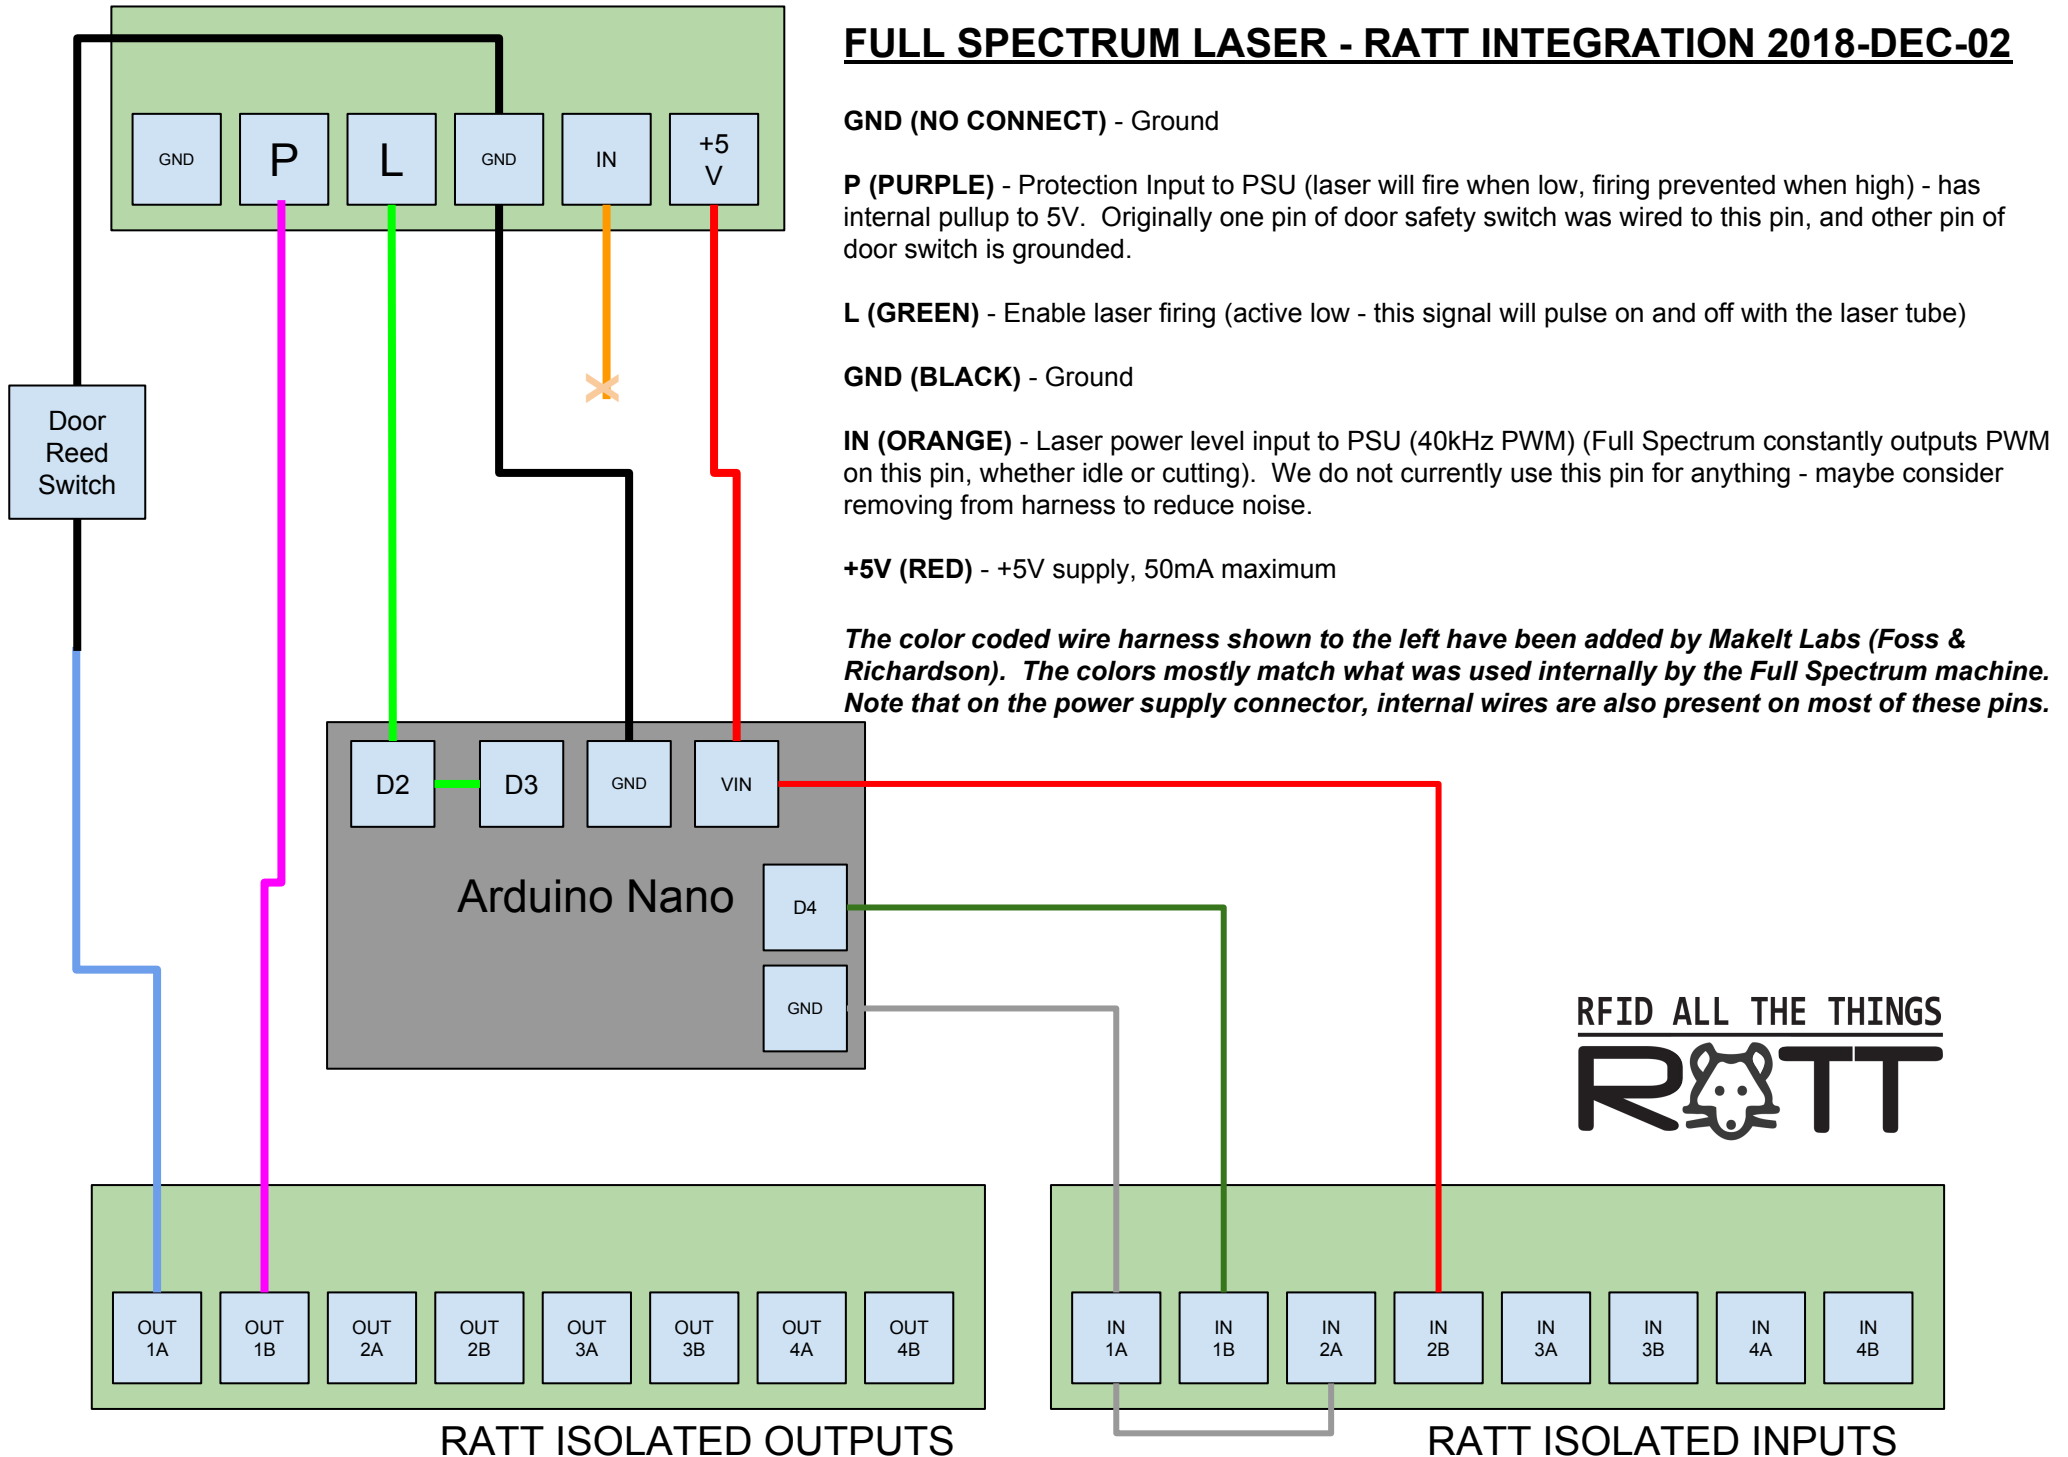 FULL SPECTRUM LASER - RATT INTEGRATION 2018-DEC-02
GND
P
L
GND
IN
+5
V
GND (NO CONNECT) - Ground
P (PURPLE) - Protection Input to PSU (laser will fire when low, firing prevented when high) - has
internal pullup to 5V. Originally one pin of door safety switch was wired to this pin, and other pin of
door switch is grounded.
L (GREEN) - Enable laser firing (active low - this signal will pulse on and off with the laser tube)
GND (BLACK) - Ground
IN (ORANGE) - Laser power level input to PSU (40kHz PWM) (Full Spectrum constantly outputs PWM
on this pin, whether idle or cutting). We do not currently use this pin for anything - maybe consider
removing from harness to reduce noise.
+5V (RED) - +5V supply, 50mA maximum
The color coded wire harness shown to the left have been added by MakeIt Labs (Foss &
Richardson). The colors mostly match what was used internally by the Full Spectrum machine.
Note that on the power supply connector, internal wires are also present on most of these pins.
Door
Reed
Switch
D2
D3
GND
VIN
Arduino Nano
D4
GND
RFID ALL THE THINGS
RATT
OUT
1A
OUT
1B
OUT
2A
OUT
2B
OUT
3A
OUT
3B
OUT
4A
OUT
4B
RATT ISOLATED OUTPUTS
IN
1A
IN
1B
IN
2A
IN
2B
IN
3A
IN
3B
IN
4A
IN
4B
RATT ISOLATED INPUTS